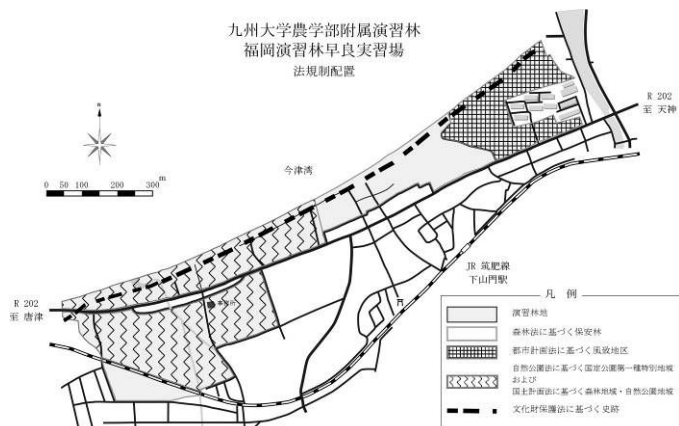 九州大学農学部附属演習林
福岡演習林早良実習場
法規制配置
R 202
至 天神
N
0 50 100 200 300 m
今津湾
JR 筑肥線
下山門駅
R 202
至 唐津
凡 例
演習林地
森林法に基づく保安林
都市計画法に基づく風致地区
自然公園法に基づく国定公園第一種特別地域
および
国土計画法に基づく森林地域・自然公園地域
文化財保護法に基づく史跡